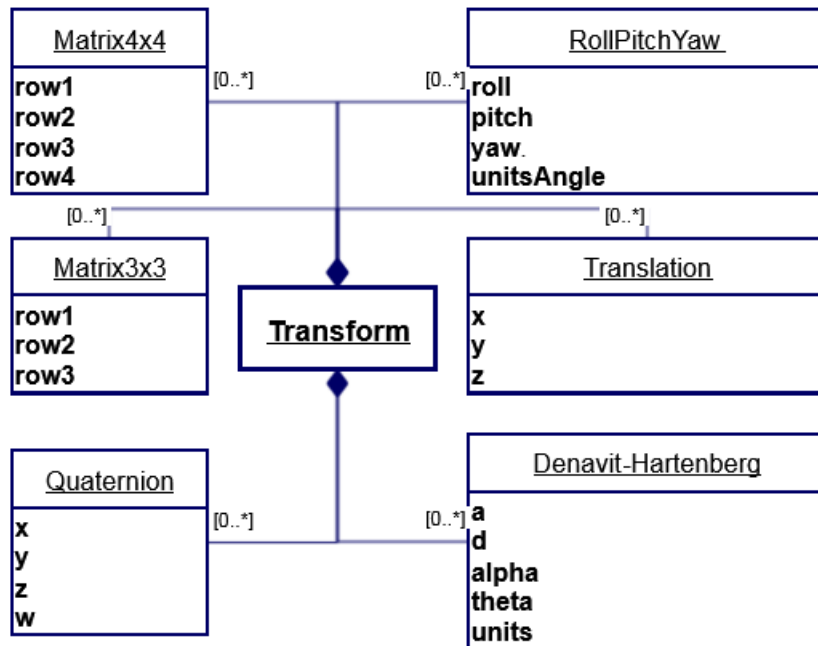 Matrix4x4
row1
row2
row3
row4
[0..*]
[0..*]
RollPitchYaw
roll
pitch
yaw.
unitsAngle
[0..*]
[0..*]
Matrix3x3
row1
row2
row3
Transform
Translation
x
y
z
Quaternion
x
y
z
w
[0..*]
[0..*]
Denavit-Hartenberg
a
d
alpha
theta
units